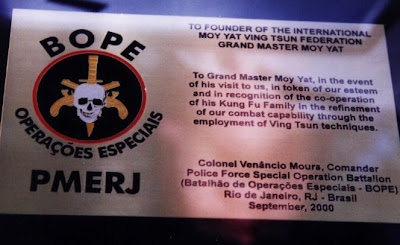 BOPE
OPERAÇÕES ESPECIAIS
PMERJ
TO FOUNDER OF THE INTERNATIONAL
MOY YAT VING TSUN FEDERATION
GRAND MASTER MOY YAT
To Grand Master Moy Yat, in the event
of his visit to us, in token of our esteem
and in recognition of the co-operation
of his Kung Fu Family in the refinement
of our combat capability through the
employment of Ving Tsun techniques.
Colonel Venâncio Moura, Comander
Police Force Special Operation Battalion
(Batalhão de Operações Especiais - BOPE)
Rio de Janeiro, RJ - Brasil
September, 2000